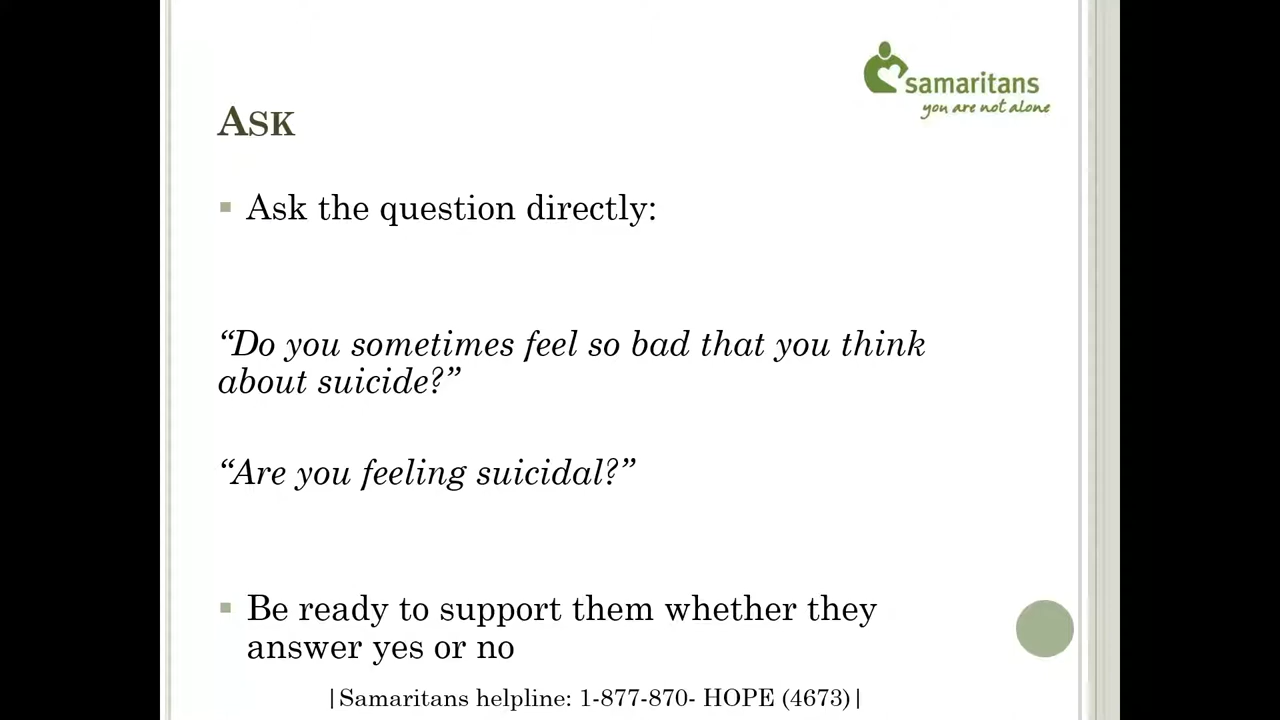 samaritans
you are not alone
ASK
▪ Ask the question directly:
“Do you sometimes feel so bad that you think
about suicide?”
“Are you feeling suicidal?”
▪ Be ready to support them whether they
answer yes or no
|Samaritans helpline: 1-877-870- HOPE (4673)|